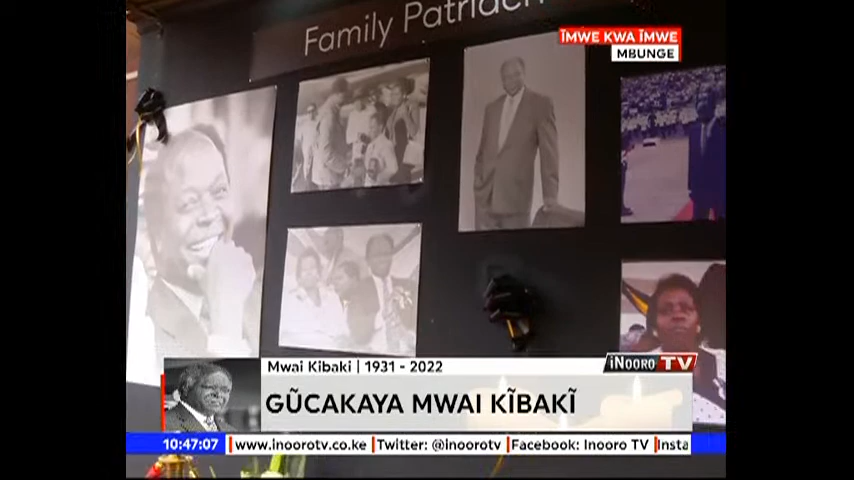 Family Patriarch
ĨMWE KWA ĨMWE
MBUNGE
Mwai Kibaki | 1931 - 2022
iNOORO TV
GŨCAKAYA MWAI KĨBAKĨ
10:47:07 www.inoorotv.co.ke Twitter: @inoorotv Facebook: Inooro TV Insta